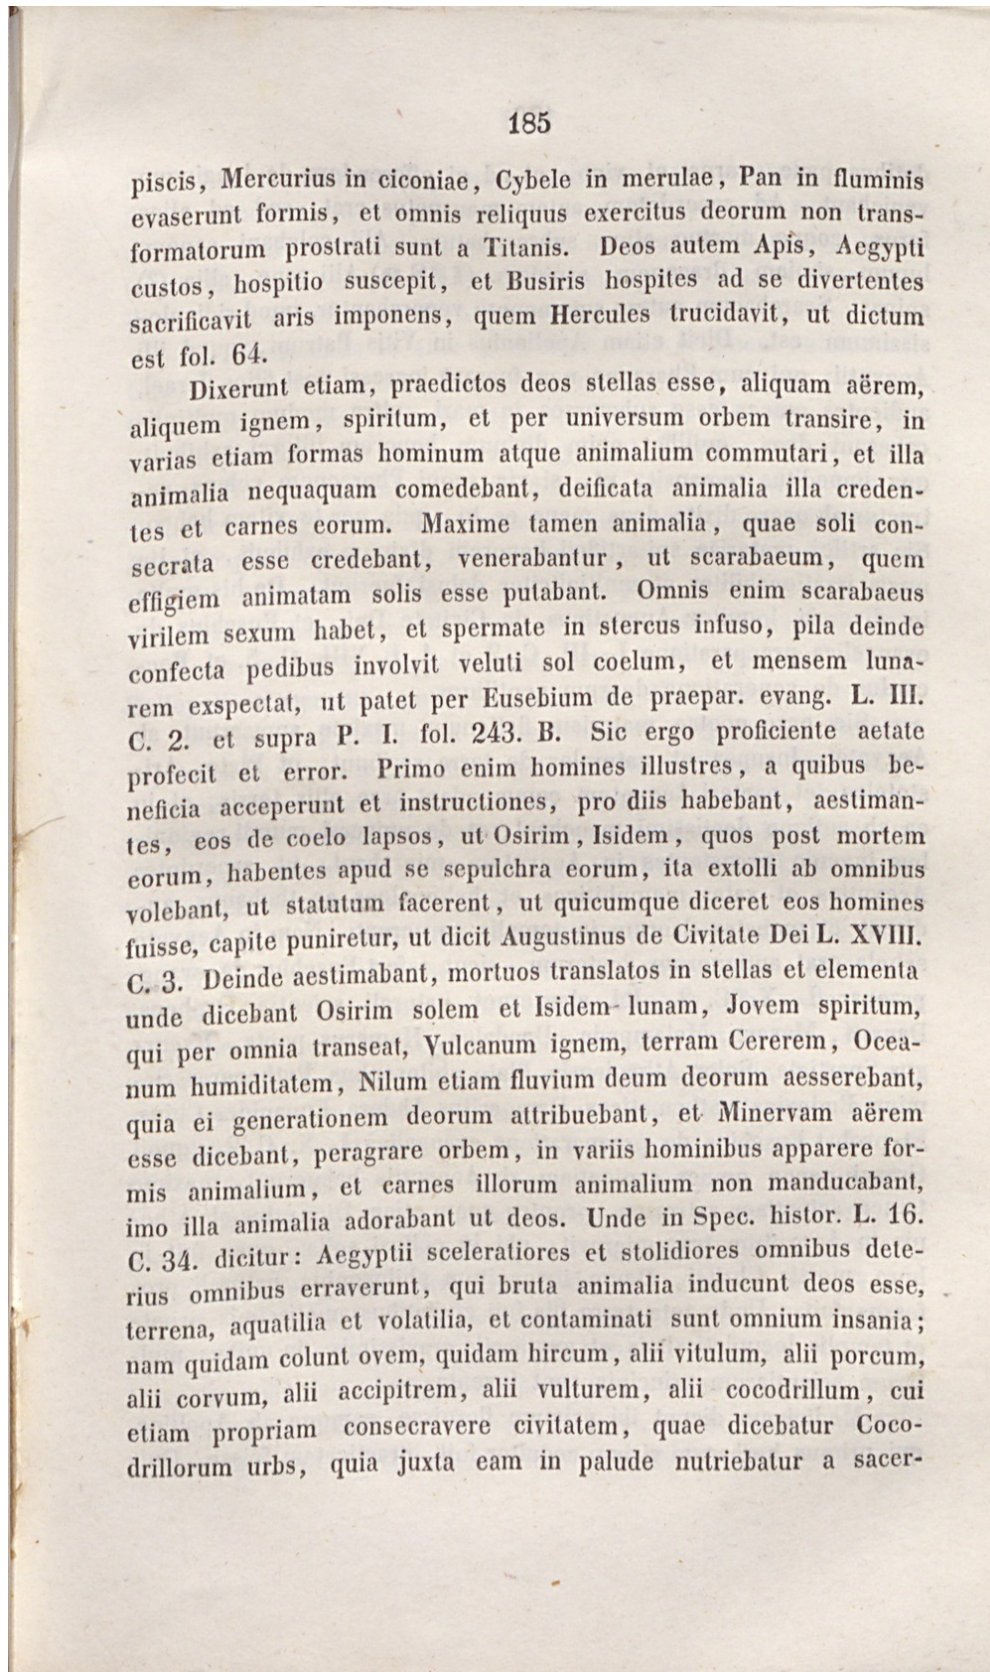 185
piscis, Mercurius in ciconiae, Cybele in merulae, Pan in fluminis
evaserunt formis, et omnis reliquus exercitus deorum non trans-
formatorum prostrati sunt a Titanis. Deos autem Apis, Aegypti
custos, hospitio suscepit, et Busiris hospites ad se divertentes
sacrificavit aris imponens, quem Hercules trucidavit, ut dictum
est fol. 64.
Dixerunt etiam, praedictos deos stellas esse, aliquam aërem,
aliquem ignem, spiritum, et per universum orbem transire, in
varias etiam formas hominum atque animalium commutari, et illa
animalia nequaquam comedebant, deificata animalia illa creden-
tes et carnes eorum. Maxime tamen animalia, quae soli con-
secrata esse credebant, venerabantur, ut scarabaeum, quem
effigiem animatam solis esse putabant. Omnis enim scarabaeus
virilem sexum habet, et spermate in stercus infuso, pila deinde
confecta pedibus involvit veluti sol coelum, et mensem luna-
rem exspectat, ut patet per Eusebium de praepar. evang. L. III.
C. 2. et supra P. I. fol. 243. B. Sic ergo proficiente aetate
profecit et error. Primo enim homines illustres, a quibus be-
neficia acceperunt et instructiones, pro diis habebant, aestiman-
tes, eos de coelo lapsos, ut Osirim, Isidem, quos post mortem
eorum, habentes apud se sepulchra eorum, ita extolli ab omnibus
volebant, ut statutum facerent, ut quicumque diceret eos homines
fuisse, capite puniretur, ut dicit Augustinus de Civitate Dei L. XVIII.
C. 3. Deinde aestimabant, mortuos translatos in stellas et elementa
unde dicebant Osirim solem et Isidem lunam, Jovem spiritum,
qui per omnia transeat, Vulcanum ignem, terram Cererem, Ocea-
num humiditatem, Nilum etiam fluvium deum deorum aesserebant,
quia ei generationem deorum attribuebant, et Minervam aërem
esse dicebant, peragrare orbem, in variis hominibus apparere for-
mis animalium, et carnes illorum animalium non manducabant,
imo illa animalia adorabant ut deos. Unde in Spec. histor. L. 16.
C. 34. dicitur: Aegyptii sceleratiores et stolidiores omnibus dete-
rius omnibus erraverunt, qui bruta animalia inducunt deos esse,
terrena, aquatilia et volatilia, et contaminati sunt omnium insania;
nam quidam colunt ovem, quidam hircum, alii vitulum, alii porcum,
alii corvum, alii accipitrem, alii vulturem, alii cocodrillum, cui
etiam propriam consecravere civitatem, quae dicebatur Coco-
drillorum urbs, quia juxta eam in palude nutriebatur a sacer-